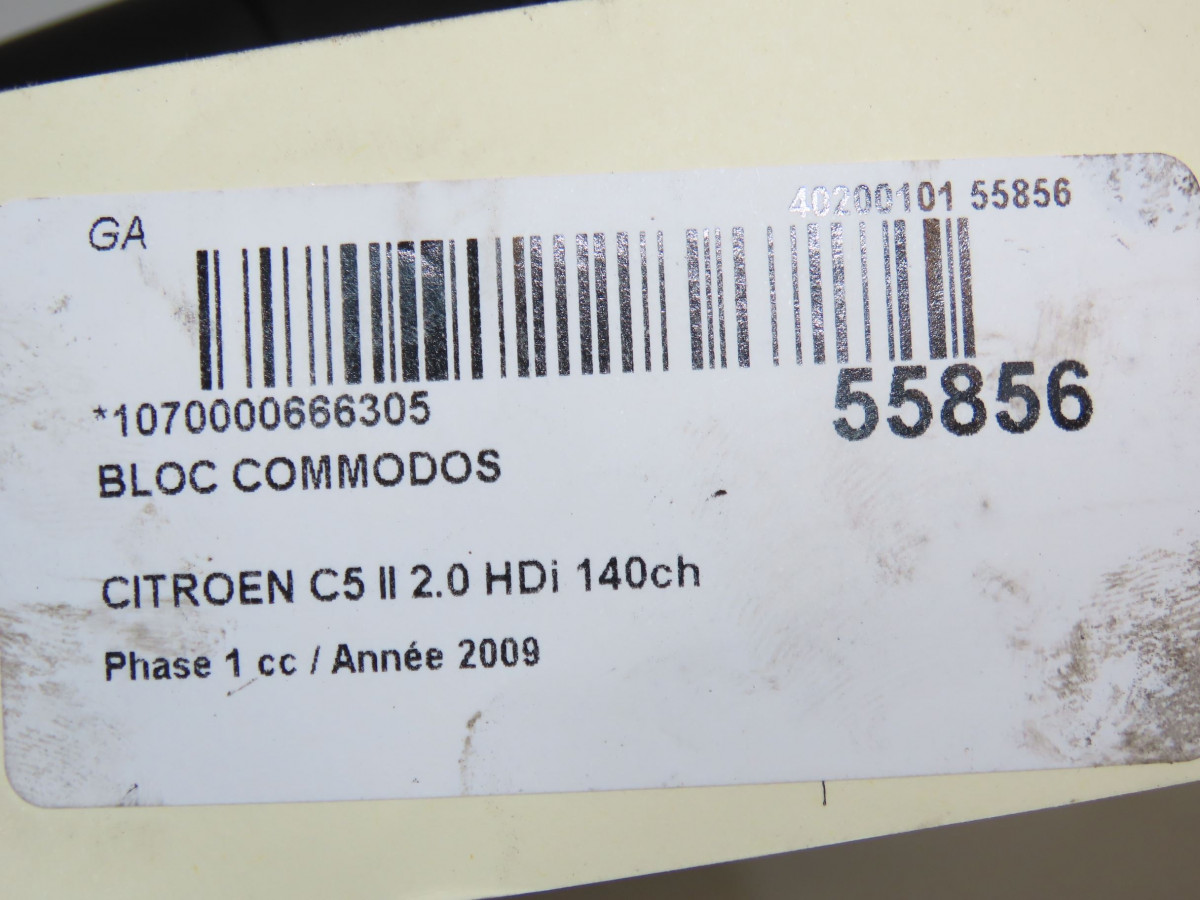 GA
40200101 55856
*1070000666305
55856
BLOC COMMODOS
CITROEN C5 II 2.0 HDi 140ch
Phase 1 cc / Année 2009